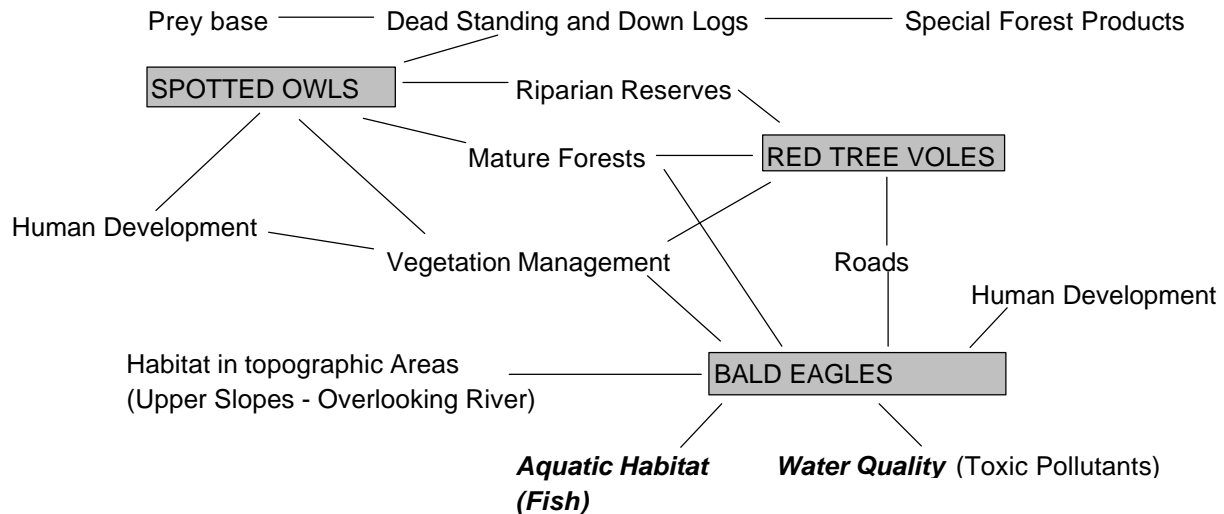 Prey base
Dead Standing and Down Logs
Special Forest Products
SPOTTED OWLS
Riparian Reserves
Mature Forests
RED TREE VOLES
Human Development
Vegetation Management
Roads
Human Development
Habitat in topographic Areas
(Upper Slopes - Overlooking River)
BALD EAGLES
Aquatic Habitat
(Fish)
Water Quality (Toxic Pollutants)